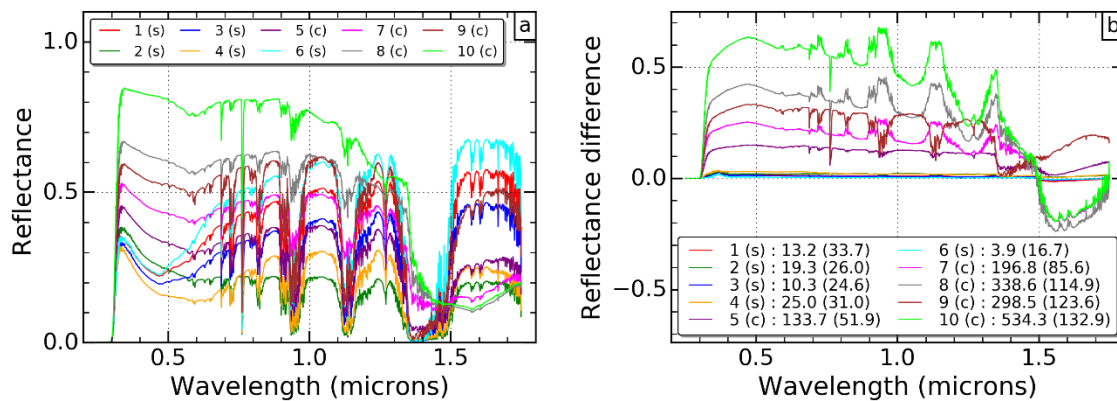 a
1 (s) 3 (s) 5 (c) 7 (c) 9 (c)
2 (s) 4 (s) 6 (s) 8 (c) 10 (c)
1.0
0.5
0.0
Reflectance
0.5 1.0 1.5
Wavelength (microns)
b
0.5
0.0
−0.5
Reflectance difference
1 (s) : 13.2 (33.7) 6 (s) : 3.9 (16.7)
2 (s) : 19.3 (26.0) 7 (c) : 196.8 (85.6)
3 (s) : 10.3 (24.6) 8 (c) : 338.6 (114.9)
4 (s) : 25.0 (31.0) 9 (c) : 298.5 (123.6)
5 (c) : 133.7 (51.9) 10 (c) : 534.3 (132.9)
0.5 1.0 1.5
Wavelength (microns)